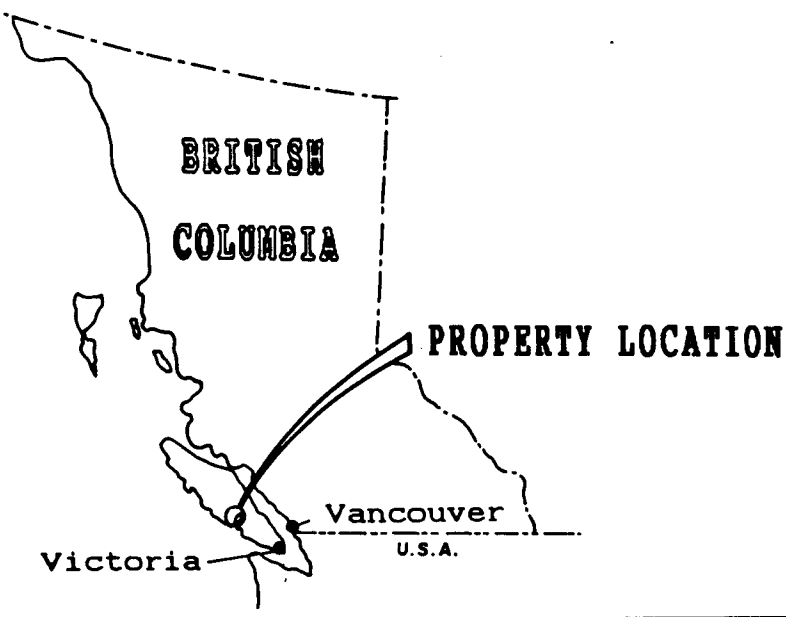 BRITISH
COLUMBIA
PROPERTY LOCATION
Vancouver
U.S.A.
Victoria